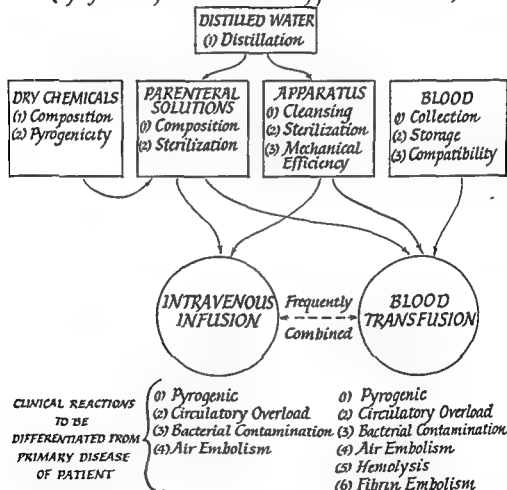 DISTILLED WATER
(1) Distillation
DRY CHEMICALS
(1) Composition
(2) Pyrogenicity
PARENTERAL
SOLUTIONS
(1) Composition
(2) Sterilization
APPARATUS
(1) Cleansing
(2) Sterilization
(3) Mechanical
Efficiency
BLOOD
(1) Collection
(2) Storage
(3) Compatibility
INTRAVENOUS
INFUSION
Frequently
Combined
BLOOD
TRANSFUSION
CLINICAL REACTIONS
TO BE
DIFFERENTIATED FROM
PRIMARY DISEASE
OF PATIENT
(1) Pyrogenic
(2) Circulatory Overload
(3) Bacterial Contamination
(4) Air Embolism
(1) Pyrogenic
(2) Circulatory Overload
(3) Bacterial Contamination
(4) Air Embolism
(5) Hemolysis
(6) Fibrin Embolism